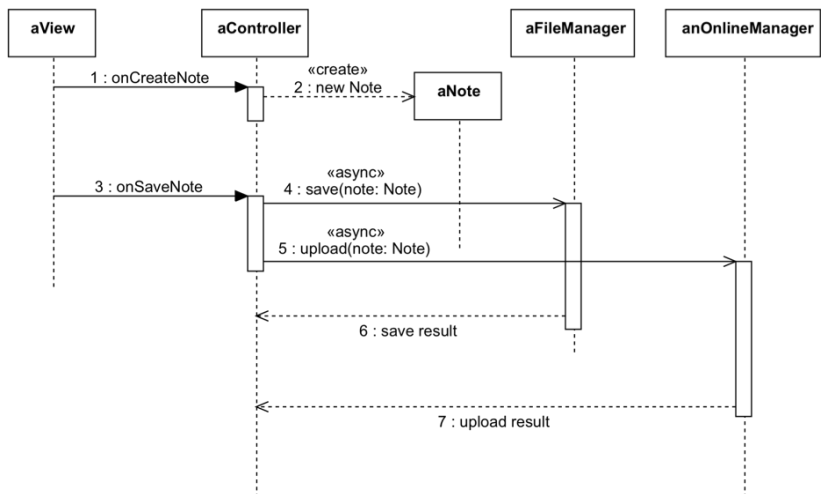 aView
aController
aFileManager
anOnlineManager
1 : onCreateNote
«create»
2 : new Note
aNote
3 : onSaveNote
«async»
4 : save(note: Note)
«async»
5 : upload(note: Note)
6 : save result
7 : upload result